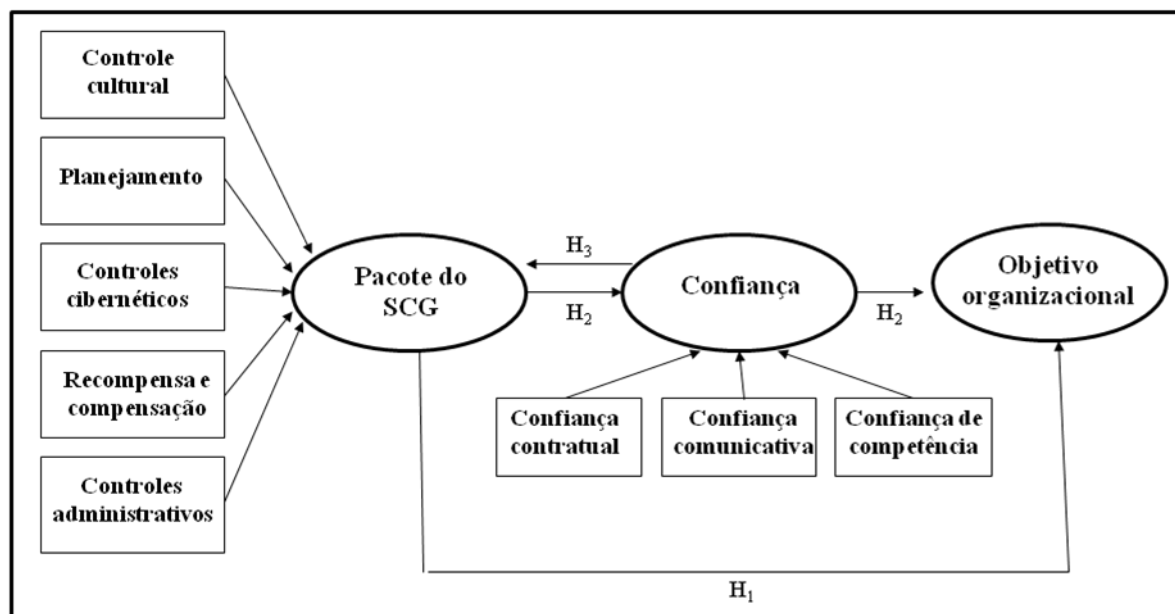 Controle
cultural
Planejamento
Controles
cibernéticos
Recompensa e
compensação
Controles
administrativos
Pacote do
SCG
H3
H2
Confiança
H2
Objetivo
organizacional
Confiança
contratual
Confiança
comunicativa
Confiança de
competência
H1